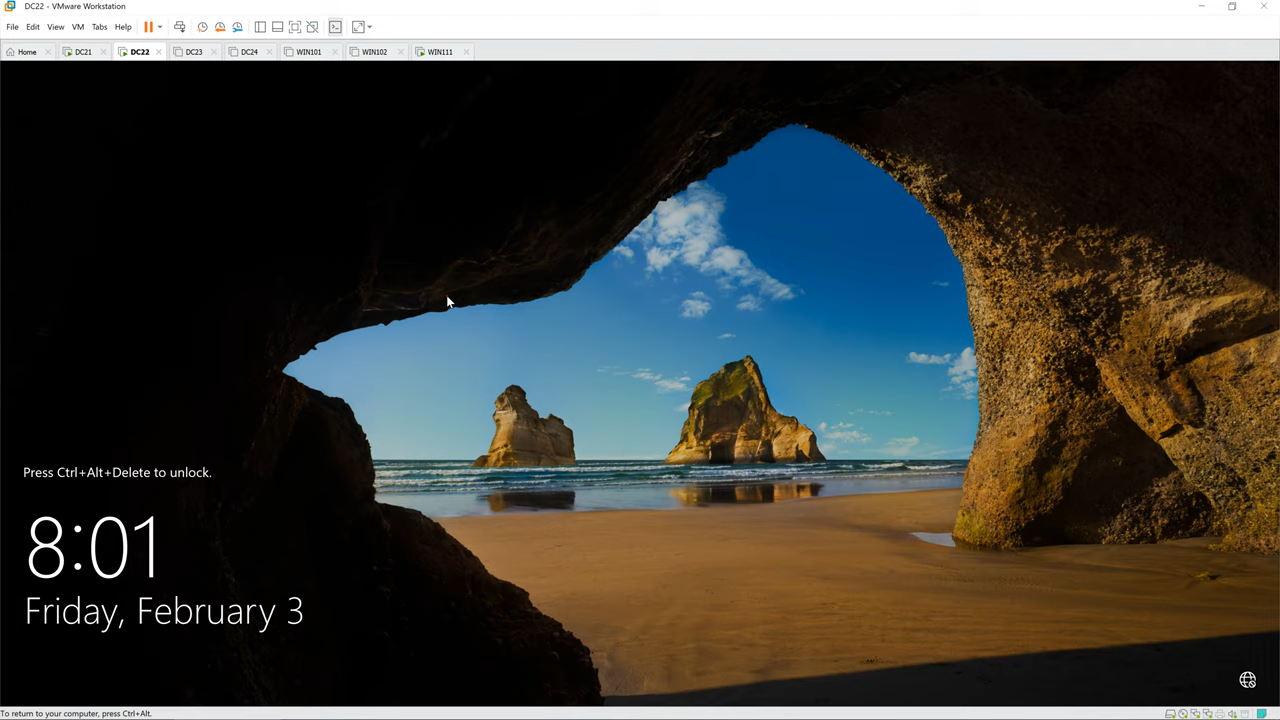 DC22 - VMware Workstation
File Edit View VM Tabs Help
Home DC21 DC22 DC23 DC24 WIN101 WIN102 WIN111
Press Ctrl+Alt+Delete to unlock.
8:01
Friday, February 3
To return to your computer, press Ctrl+Alt.